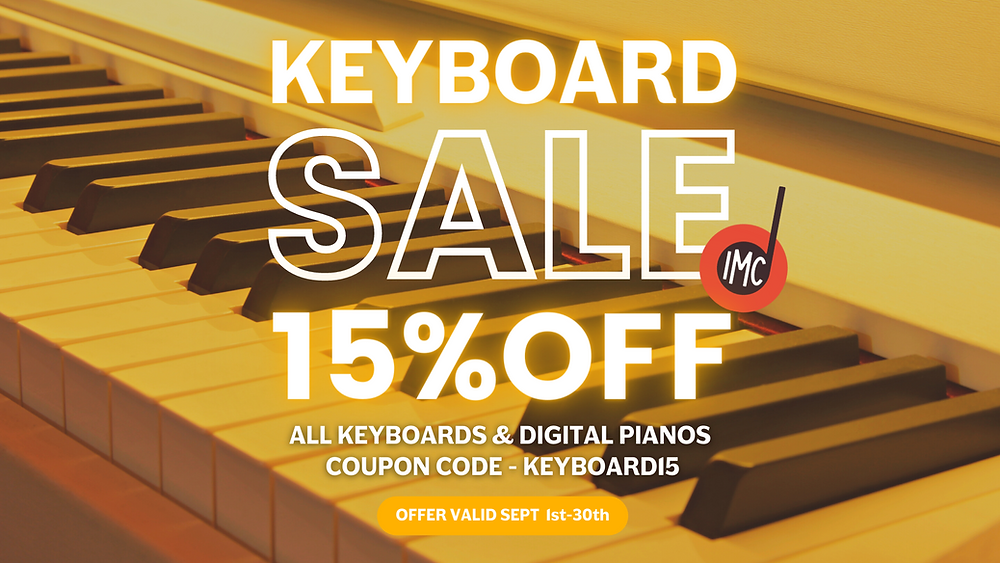 KEYBOARD
SALE
IMC
15%OFF
ALL KEYBOARDS & DIGITAL PIANOS
COUPON CODE - KEYBOARD15
OFFER VALID SEPT 1st-30th